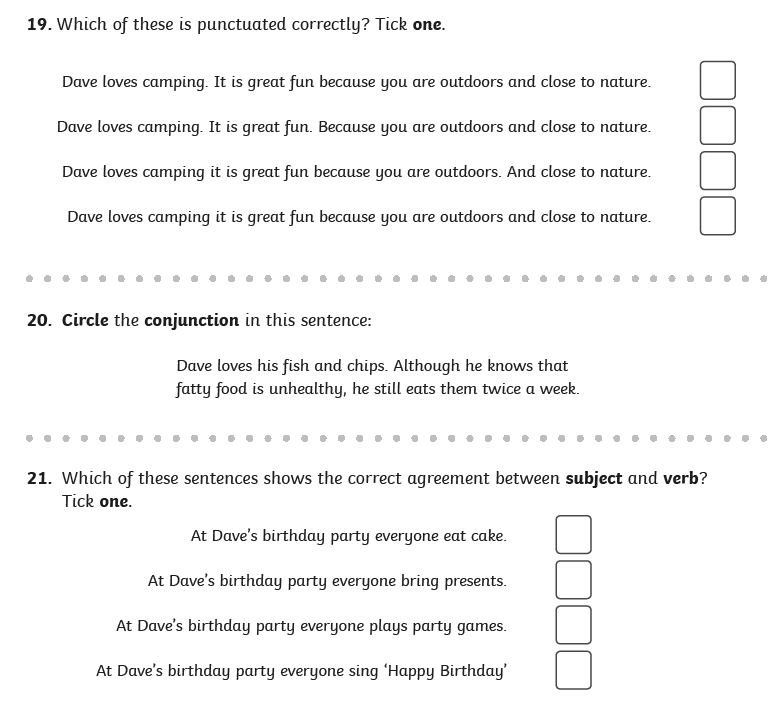 19. Which of these is punctuated correctly? Tick one.
Dave loves camping. It is great fun because you are outdoors and close to nature.
Dave loves camping. It is great fun. Because you are outdoors and close to nature.
Dave loves camping it is great fun because you are outdoors. And close to nature.
Dave loves camping it is great fun because you are outdoors and close to nature.
20. Circle the conjunction in this sentence:
Dave loves his fish and chips. Although he knows that
fatty food is unhealthy, he still eats them twice a week.
21. Which of these sentences shows the correct agreement between subject and verb?
Tick one.
At Dave’s birthday party everyone eat cake.
At Dave’s birthday party everyone bring presents.
At Dave’s birthday party everyone plays party games.
At Dave’s birthday party everyone sing ‘Happy Birthday’